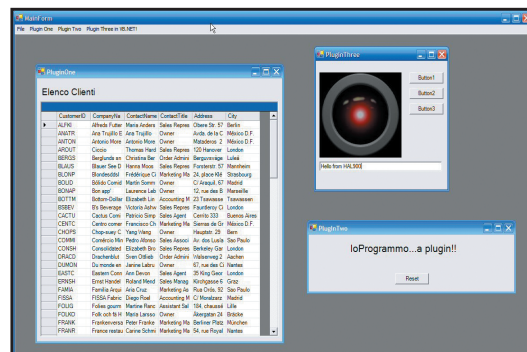 MainForm
File Plugin One Plugin Two Plugin Three in VB.NET!
PluginOne
Elenco Clienti
CustomerID CompanyNa ContactName ContactTitle Address City
ALFKI Alfreds Futter Maria Anders Sales Repres Obere Str. 57 Berlin
ANATR Ana Trujillo E Ana Trujillo Owner Avda. de la C México D.F.
ANTON Antonio More Antonio More Owner Mataderos 2 México D.F.
AROUT Ciccio Thomas Hard Sales Repres 120 Hanover London
BERGS Berglunds sn Christina Ber Order Admini Berguvsväge Luleå
BLAUS Blauer See D Hanna Moos Sales Repres Forsterstr. 57 Mannheim
BLONP Blondesddsl Frédérique Ci Marketing Ma 24, place Klé Strasbourg
BOLID Bólido Comid Martín Somm Owner C/ Araquil, 67 Madrid
BONAP Bon app' Laurence Leb Owner 12, rue des B Marseille
BOTTM Bottom-Dollar Elizabeth Lin Accounting M 23 Tsawasse Tsawassen
BSBEV B's Beverage Victoria Ashw Sales Repres Fauntleroy Ci London
CACTU Cactus Comi Patricio Simp Sales Agent Cerrito 333 Buenos Aires
CENTC Centro comer Francisco Ch Marketing Ma Sierras de Gr México D.F.
CHOPS Chop-suey C Yang Wang Owner Hauptstr. 29 Bern
COMMI Comércio Min Pedro Afonso Sales Associ Av. dos Lusía Sao Paulo
CONSH Consolidated Elizabeth Bro Sales Repres Berkeley Gar London
DRACD Drachenblut Sven Ottlieb Order Admini Walserweg 2 Aachen
DUMON Du monde en Janine Labru Owner 67, rue des Ci Nantes
EASTC Eastern Conn Ann Devon Sales Agent 35 King Geor London
ERNSH Ernst Handel Roland Mend Sales Manag Kirchgasse 6 Graz
FAMIA Familia Arqui Aria Cruz Marketing As Rua Orós, 92 Sao Paulo
FISSA FISSA Fabric Diego Roel Accounting M C/ Moralzarz Madrid
FOLIG Folies gourm Martine Ranc Assistant Sal 184, chaussé Lille
FOLKO Folk och fä H Maria Larsso Owner Åkergatan 24 Bräcke
FRANK Frankenversa Peter Franke Marketing Ma Berliner Platz München
FRANR France restau Carine Schmi Marketing Ma 54, rue Royal Nantes
PluginThree
Button1
Button2
Button3
Hello from HAL900
PluginTwo
IoProgrammo...a plugin!!
Reset